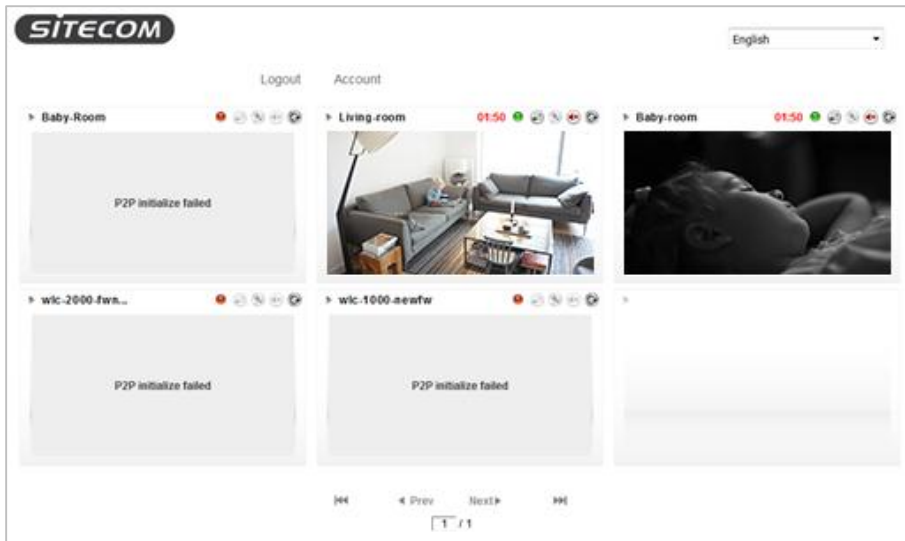 SITECOM
English
Logout Account
Baby-Room
Living-room 01:50
Baby-room 01:50
P2P initialize failed
wlc-2000-fwn...
wlc-1000-newfw
P2P initialize failed
P2P initialize failed
Prev Next
1 / 1